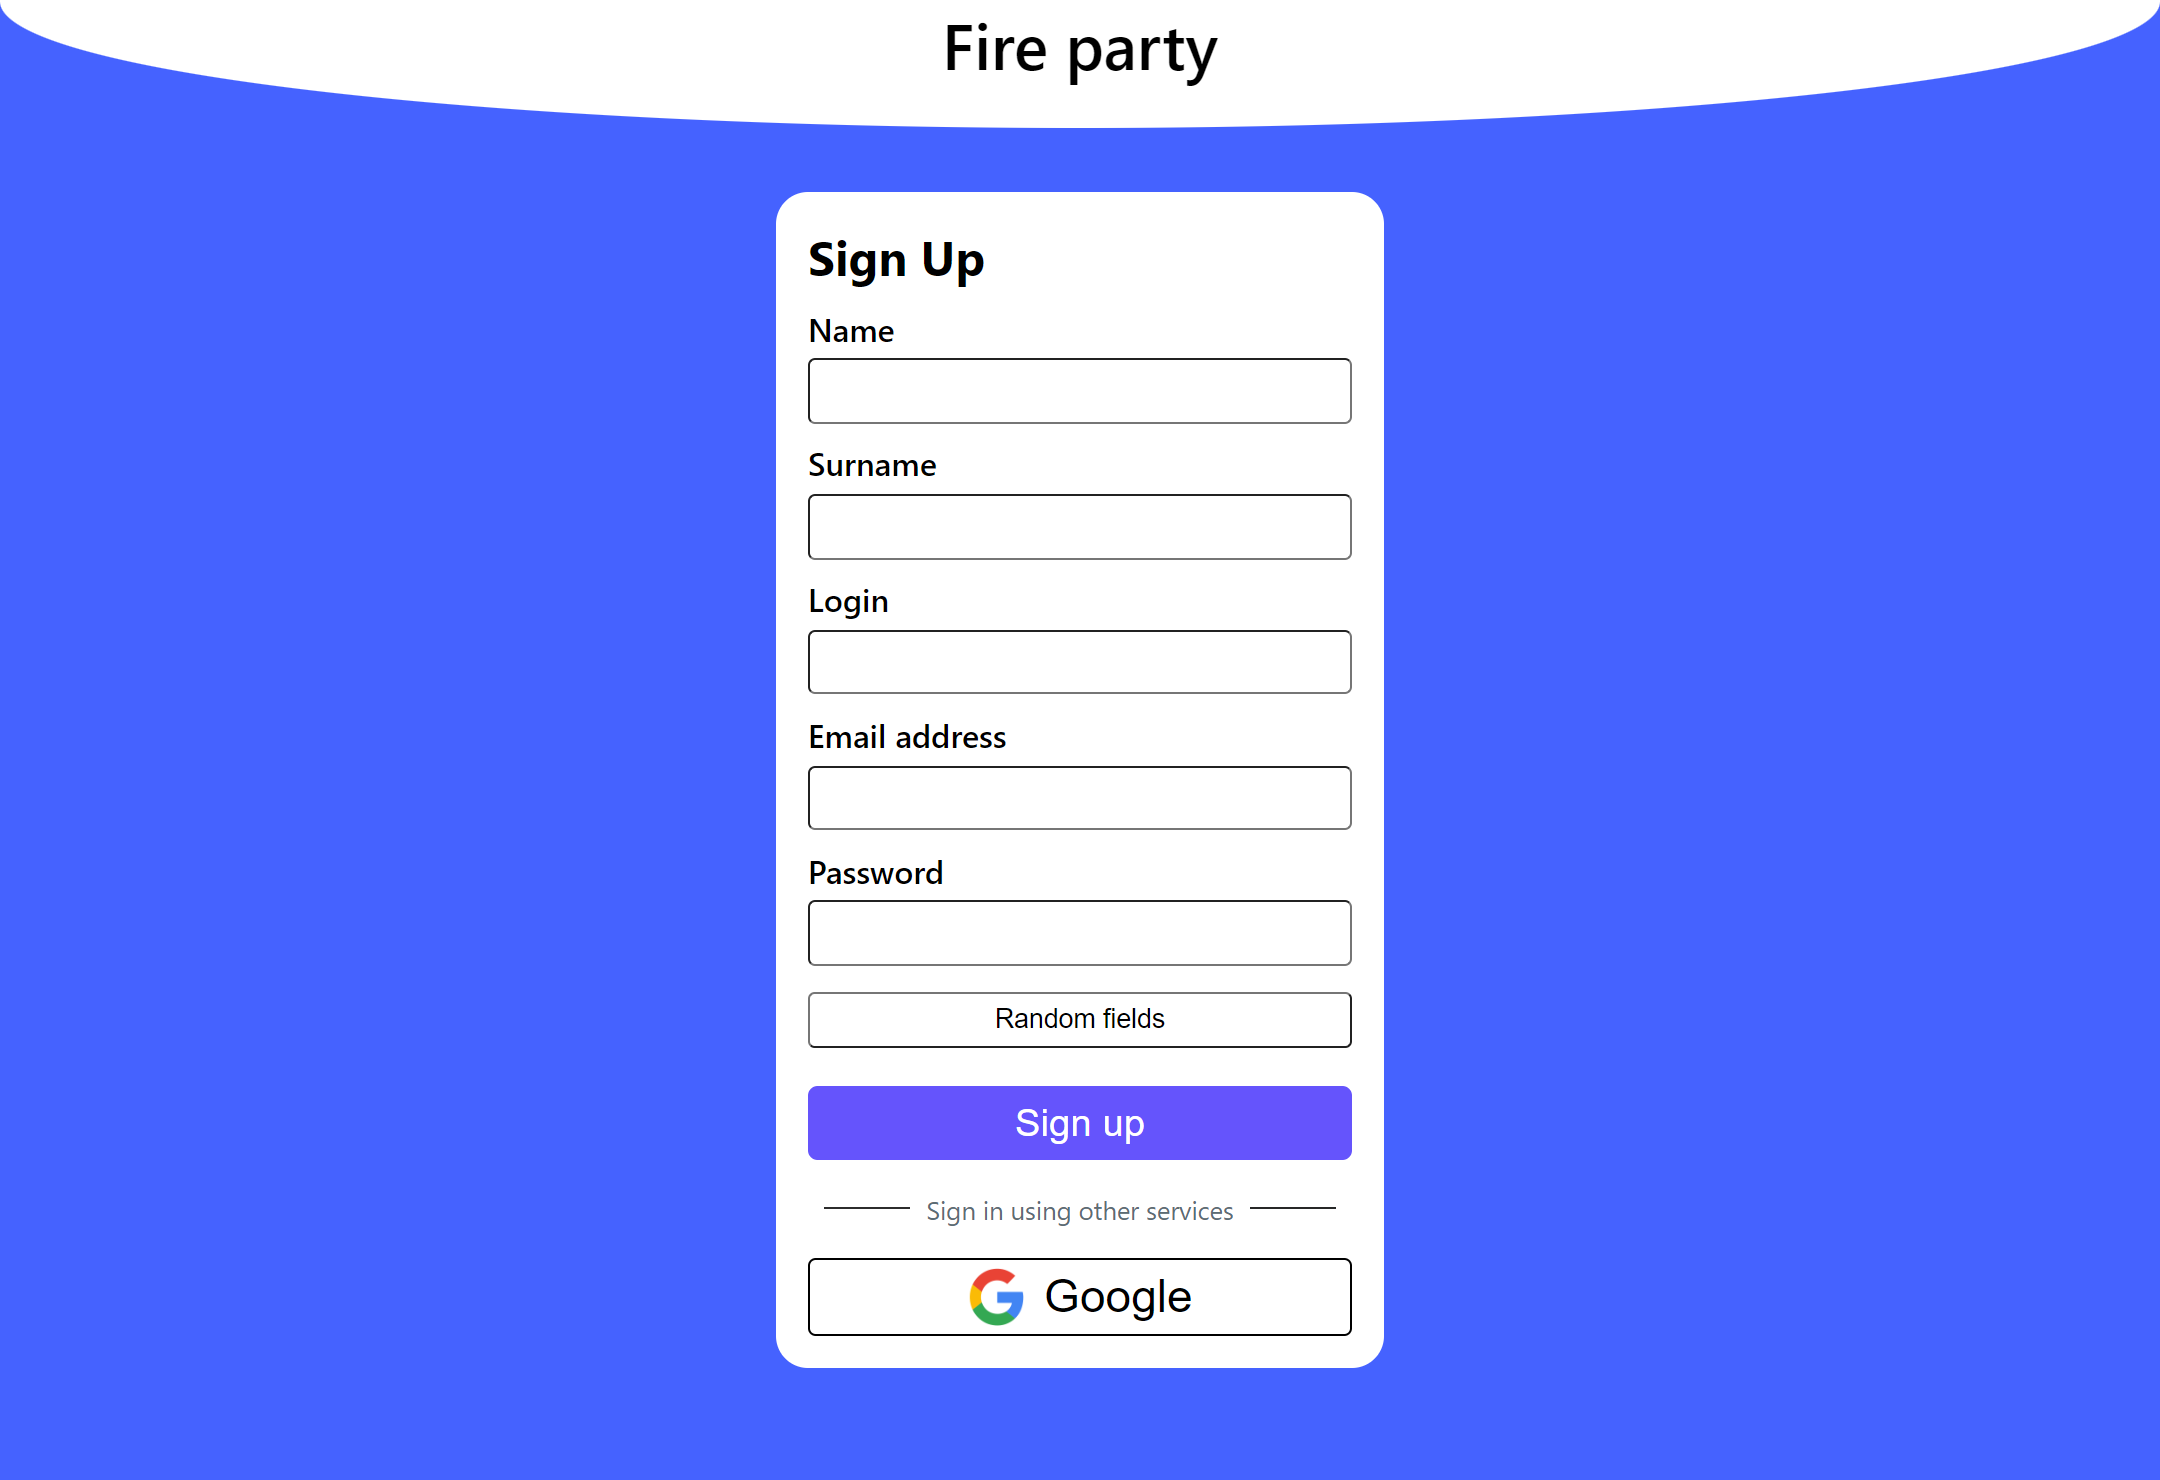 Fire party
Sign Up
Name
Surname
Login
Email address
Password
Random fields
Sign up
Sign in using other services
Google